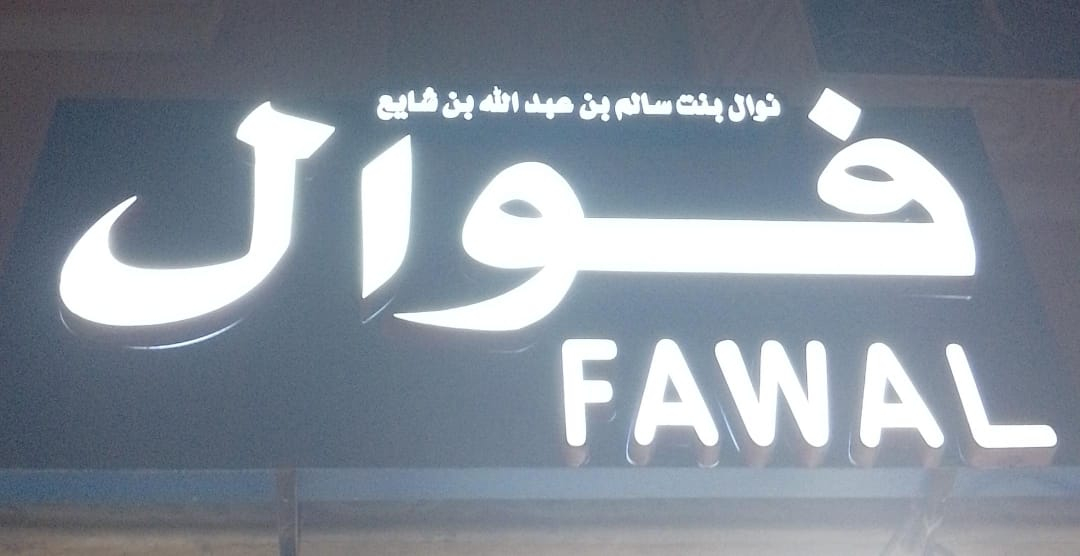 نوال بنت سالم بن عبد الله بن شايع
فوال
FAWAL